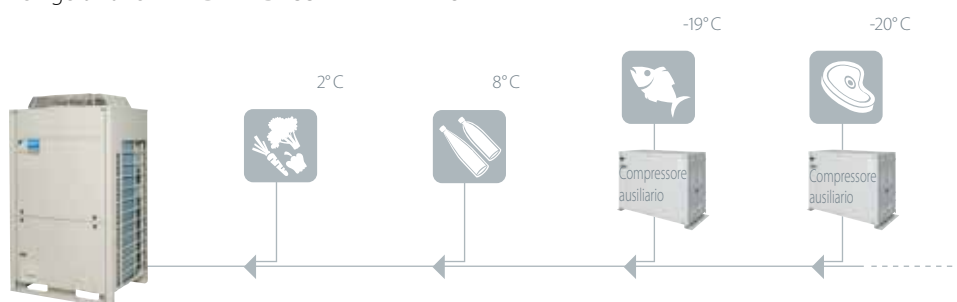 -19° C
-20° C
2° C
8° C
Compressore
ausiliario
Compressore
ausiliario